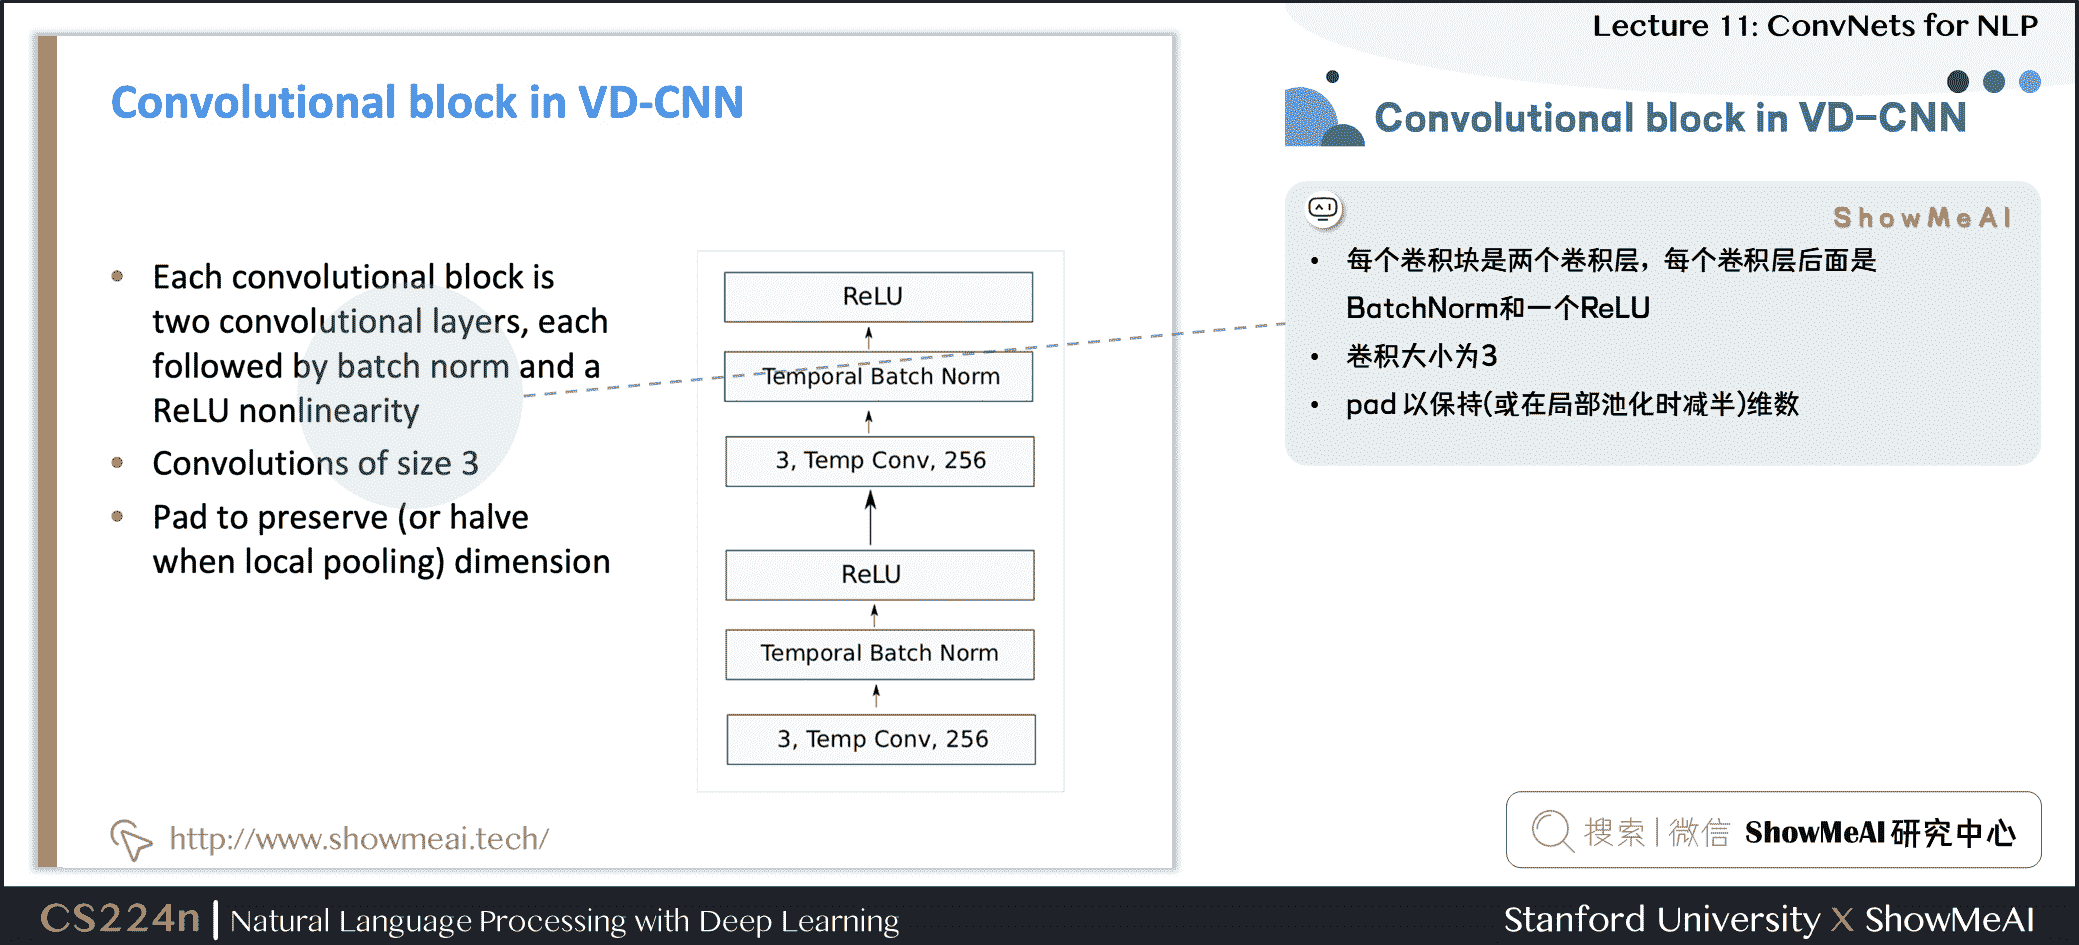 Lecture 11: ConvNets for NLP
Convolutional block in VD-CNN
Each convolutional block is
two convolutional layers, each
followed by batch norm and a
ReLU nonlinearity
Convolutions of size 3
Pad to preserve (or halve
when local pooling) dimension
ReLU
Temporal Batch Norm
3, Temp Conv, 256
ReLU
Temporal Batch Norm
3, Temp Conv, 256
http://www.showmeai.tech/
Convolutional block in VD-CNN
ShowMeAI
每个卷积块是两个卷积层，每个卷积层后面是
BatchNorm和一个ReLU
卷积大小为3
pad 以保持(或在局部池化时减半)维数
搜索|微信 ShowMeAI 研究中心
CS224n | Natural Language Processing with Deep Learning
Stanford University X ShowMeAI